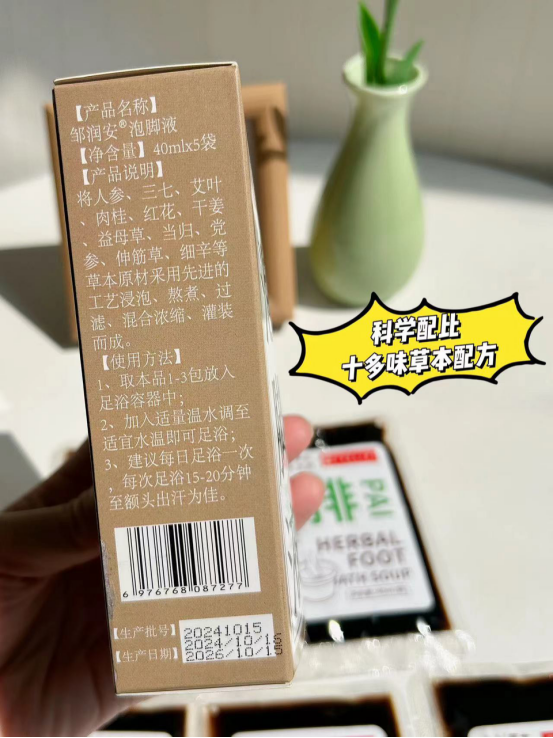 【产品名称】
邹润安®泡脚液
【净含量】40mlx5袋
【产品说明】
将人参、三七、艾叶
、肉桂、红花、干姜
、益母草、当归、党
参、伸筋草、细辛等
草本原材采用先进的
工艺浸泡、熬煮、过
滤、混合浓缩、灌装
而成。
【使用方法】
1、取本品1-3包放入
足浴容器中；
2、加入适量温水调至
适宜水温即可足浴；
3、建议每日足浴一次
，每次足浴15-20分钟
至额头出汗为佳。
6 976768 087277
【生产批号】20241015
2024/10/16
【生产日期】2026/10/15
科学配比
十多味草本配方
排
PAI
HERBAL
FOOT
BATH SOUP